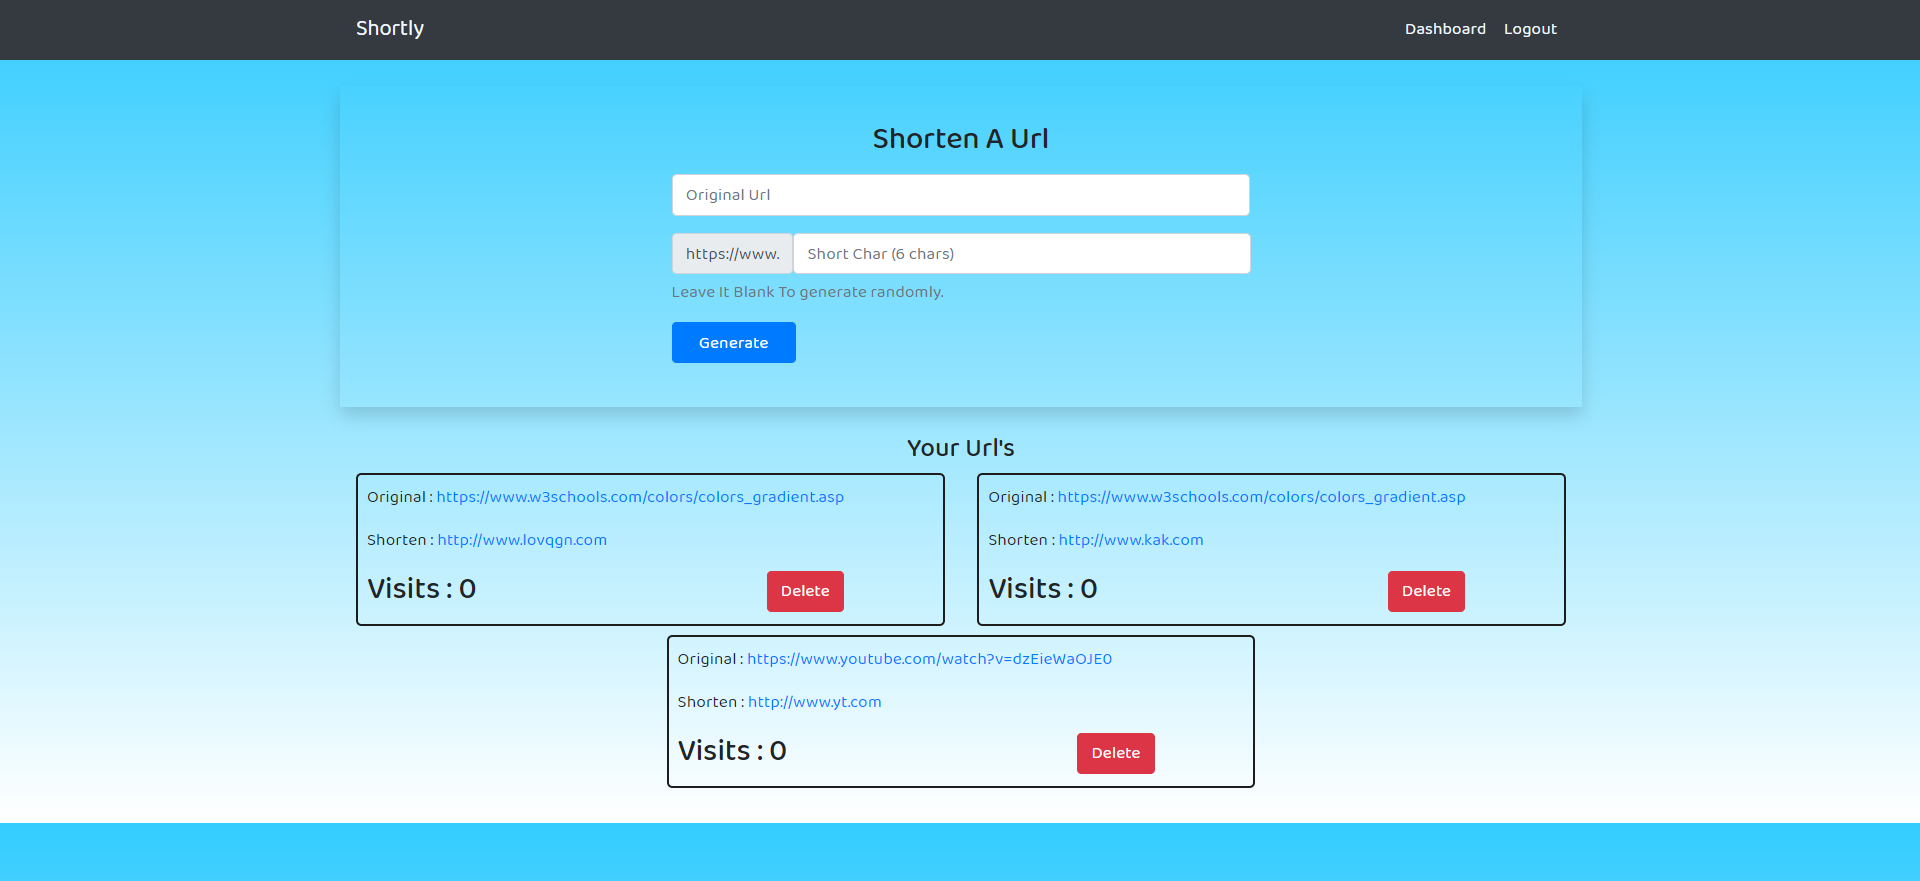 Shortly
Dashboard Logout
Shorten A Url
Original Url
https://www. Short Char (6 chars)
Leave It Blank To generate randomly.
Generate
Your Url's
Original : https://www.w3schools.com/colors/colors_gradient.asp
Shorten : http://www.lovqgn.com
Visits : 0 Delete
Original : https://www.w3schools.com/colors/colors_gradient.asp
Shorten : http://www.kak.com
Visits : 0 Delete
Original : https://www.youtube.com/watch?v=dzEieWaOJE0
Shorten : http://www.yt.com
Visits : 0 Delete